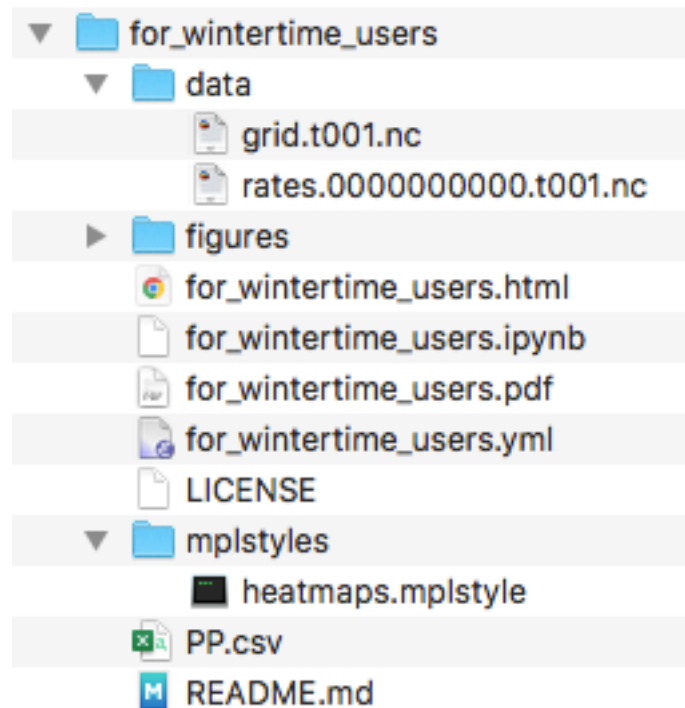 for_wintertime_users
data
grid.t001.nc
rates.0000000000.t001.nc
figures
for_wintertime_users.html
for_wintertime_users.ipynb
for_wintertime_users.pdf
for_wintertime_users.yml
LICENSE
mplstyles
heatmaps.mplstyle
PP.csv
README.md